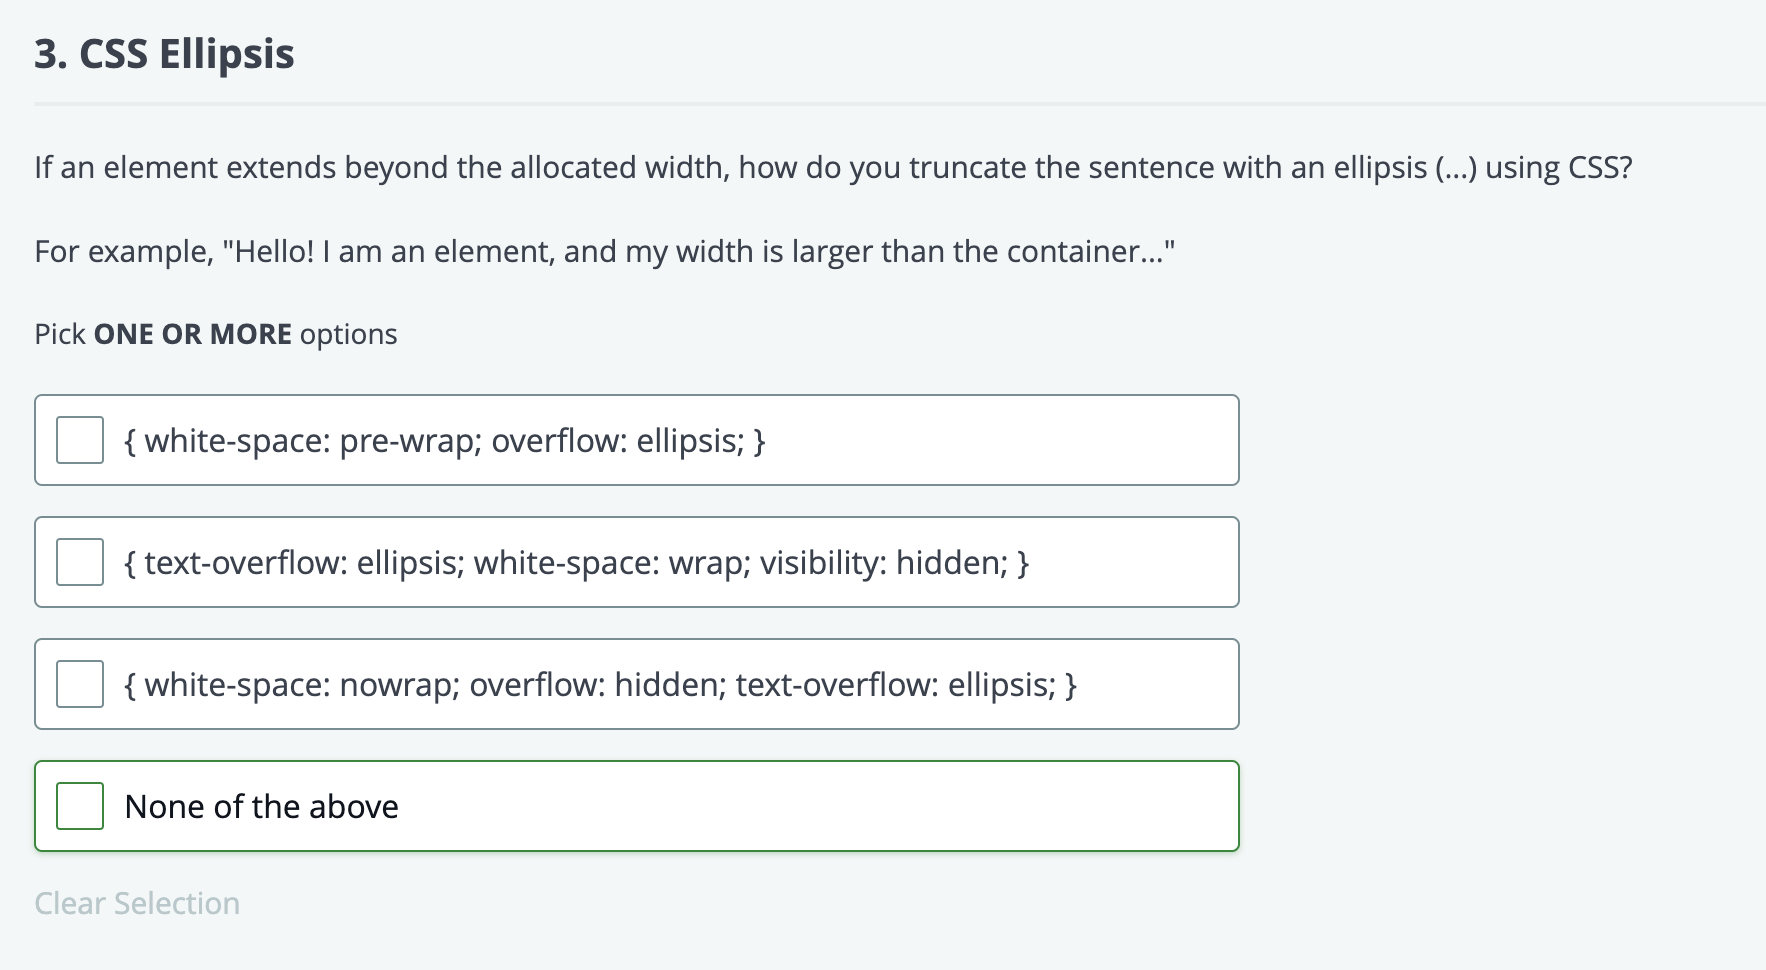 3. CSS Ellipsis
If an element extends beyond the allocated width, how do you truncate the sentence with an ellipsis (...) using CSS?
For example, "Hello! I am an element, and my width is larger than the container..."
Pick ONE OR MORE options
{ white-space: pre-wrap; overflow: ellipsis; }
{ text-overflow: ellipsis; white-space: wrap; visibility: hidden; }
{ white-space: nowrap; overflow: hidden; text-overflow: ellipsis; }
None of the above
Clear Selection